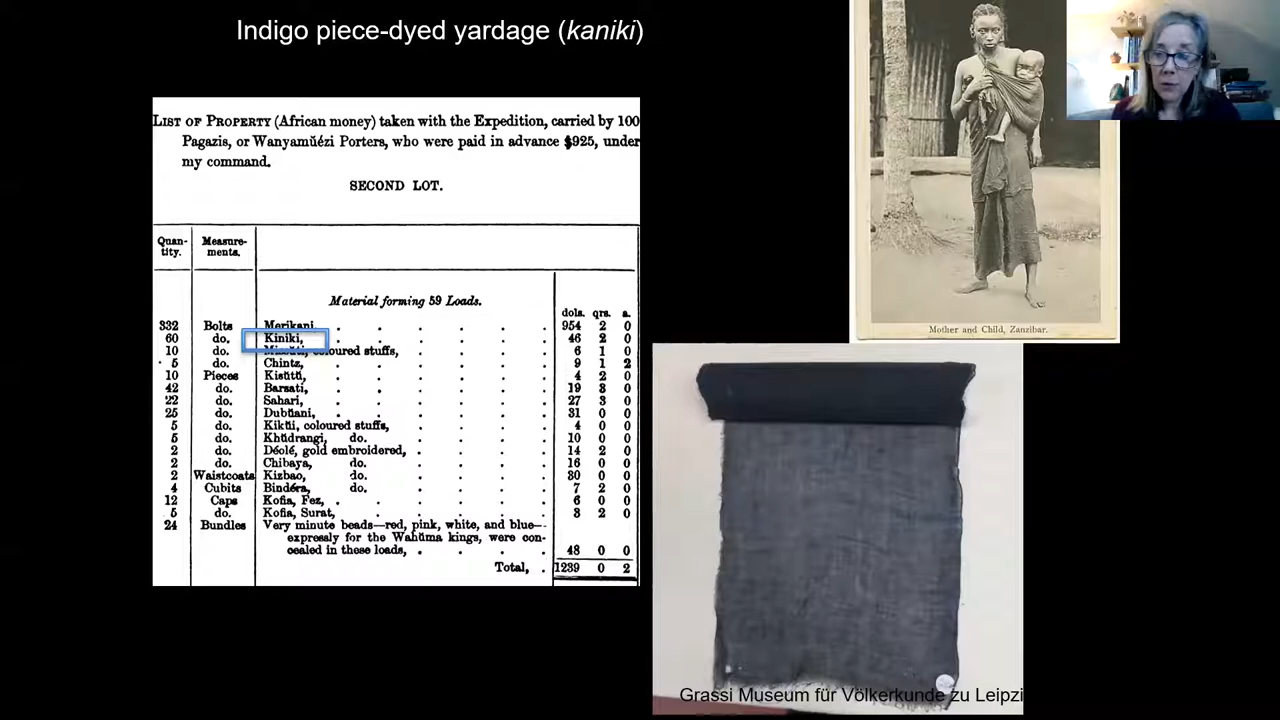 Indigo piece-dyed yardage (kaniki)
LIST OF PROPERTY (African money) taken with the Expedition, carried by 100
Pagazis, or Wanyamŭézi Porters, who were paid in advance $925, under
my command.
SECOND LOT.
Quan- Measure-
tity. ments.
Material forming 59 Loads.
dols. qrs. a.
332 Bolts Merikani . . . . . . 954 2 0
60 do. Kiniki, . . . . . . 46 2 0
10 do. coloured stuffs, . . . . 6 1 0
5 do. Chintz, . . . . . . 9 1 2
10 Pieces Kisŭtŭ, . . . . . . 4 2 0
42 do. Barsati, . . . . . . 19 3 0
22 do. Sahari, . . . . . . 27 3 0
25 do. Dubŭani, . . . . . . 31 0 0
5 do. Kikŭi, coloured stuffs, . . . . 4 0 0
5 do. Khŭdrangi, do. . . . . 10 0 0
2 do. Déolé, gold embroidered, . . . . 14 2 0
2 do. Chibaya, do. . . . . 16 0 0
2 Waistcoats Kizbao, do. . . . . 30 0 0
4 Cubits Bindéra, do. . . . . 7 2 0
12 Caps Kofia, Fez, . . . . . . 6 0 0
5 do. Kofia, Surat, . . . . . 3 2 0
24 Bundles Very minute beads—red, pink, white, and blue—
expressly for the Wahŭma kings, were con-
cealed in these loads, . . . . 48 0 0
Total, . 1239 0 2
Mother and Child, Zanzibar.
Grassi Museum für Völkerkunde zu Leipzi